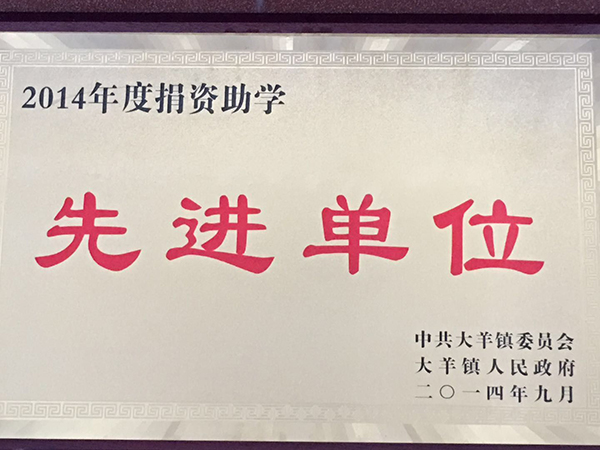 2014年度捐资助学
先进单位
中共大羊镇委员会
大羊镇人民政府
二〇一四年九月